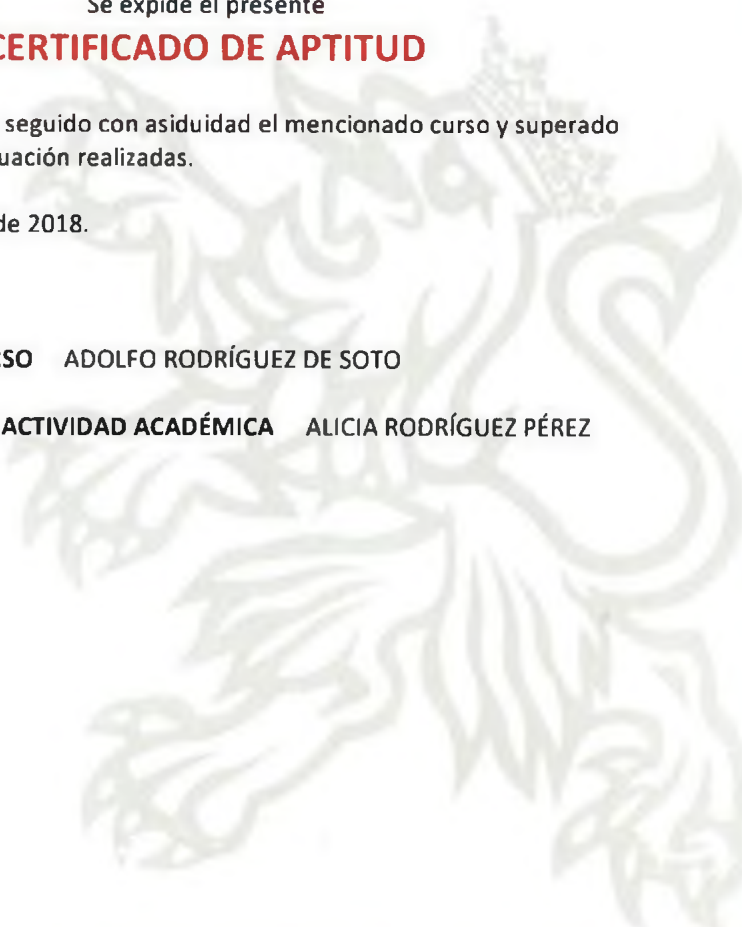 Se expide el presente
CERTIFICADO DE APTITUD
seguido con asiduidad el mencionado curso y superado
uación realizadas.
de 2018.
RSO ADOLFO RODRÍGUEZ DE SOTO
ACTIVIDAD ACADÉMICA ALICIA RODRÍGUEZ PÉREZ